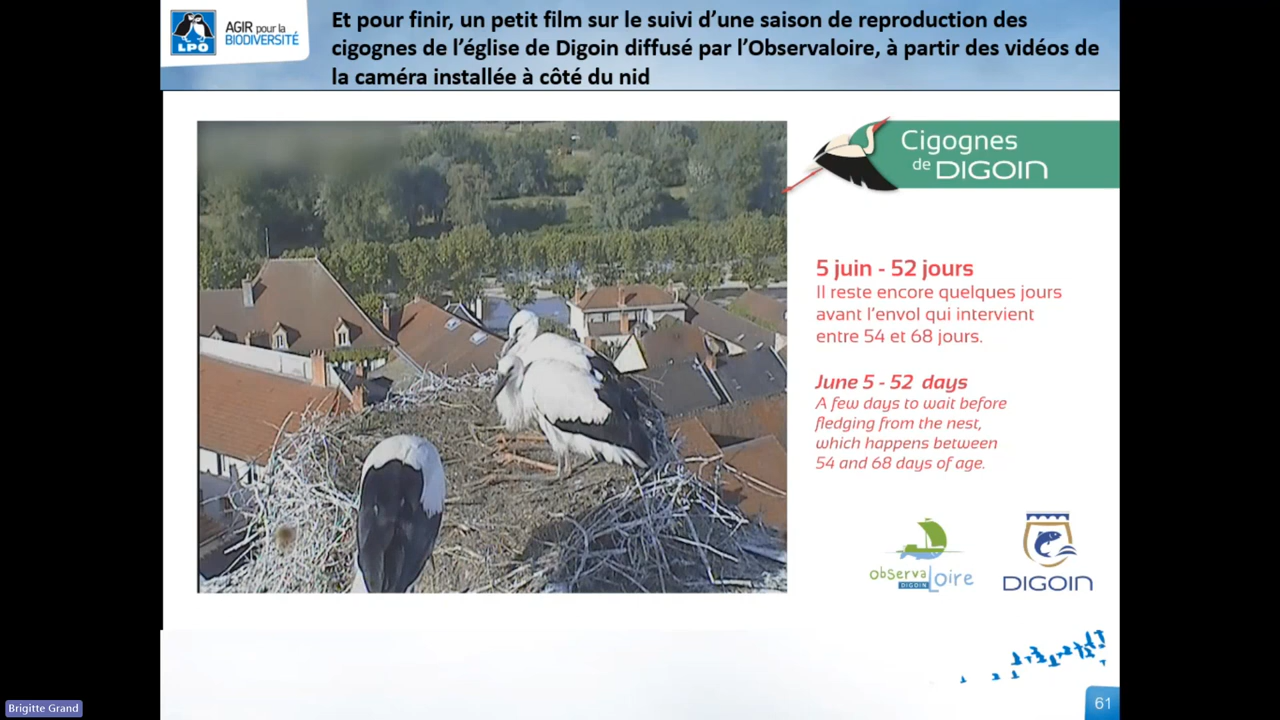 LPO
AGIR pour la
BIODIVERSITÉ
Et pour finir, un petit film sur le suivi d’une saison de reproduction des
cigognes de l’église de Digoin diffusé par l’Observaloire, à partir des vidéos de
la caméra installée à côté du nid
Cigognes
de DIGOIN
5 juin - 52 jours
Il reste encore quelques jours
avant l’envol qui intervient
entre 54 et 68 jours.
June 5 - 52 days
A few days to wait before
fledging from the nest,
which happens between
54 and 68 days of age.
observa
DIGOIN
Loire
DIGOIN
61
Brigitte Grand